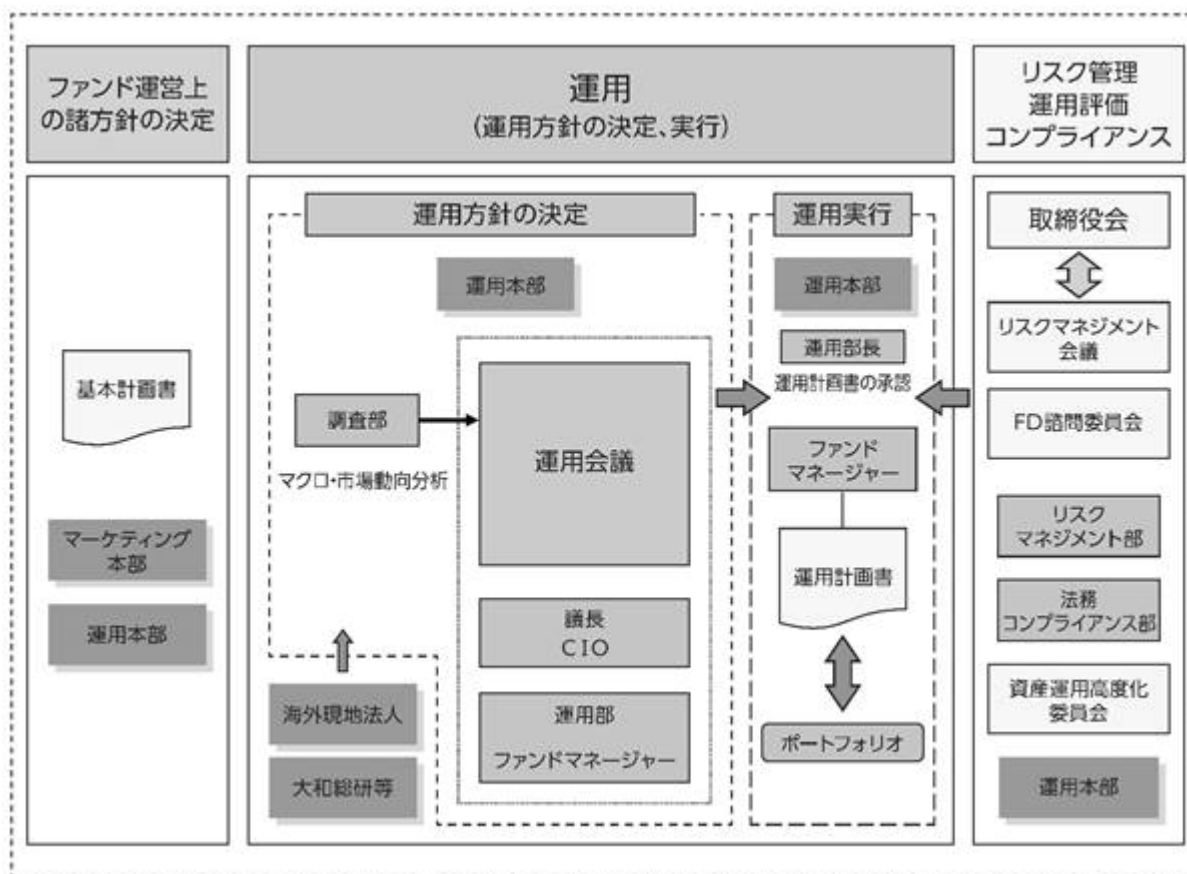 ファンド運営上
の諸方針の決定
基本計画書
マーケティング
本部
運用本部
運用
(運用方針の決定、実行)
運用方針の決定
運用本部
調査部
マクロ・市場動向分析
運用会議
議長
CIO
運用部
ファンドマネージャー
海外現地法人
大和総研等
運用実行
運用本部
運用部長
運用計画書の承認
ファンド
マネージャー
運用計画書
ポートフォリオ
リスク管理
運用評価
コンプライアンス
取締役会
リスクマネジメント
会議
FD諮問委員会
リスク
マネジメント部
法務
コンプライアンス部
資産運用高度化
委員会
運用本部